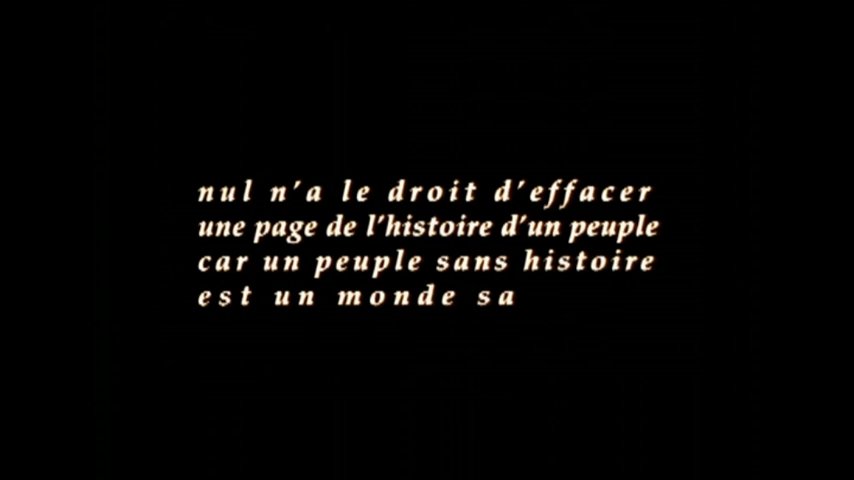 nul n'a le droit d'effacer
une page de l'histoire d'un peuple
car un peuple sans histoire
est un monde sa